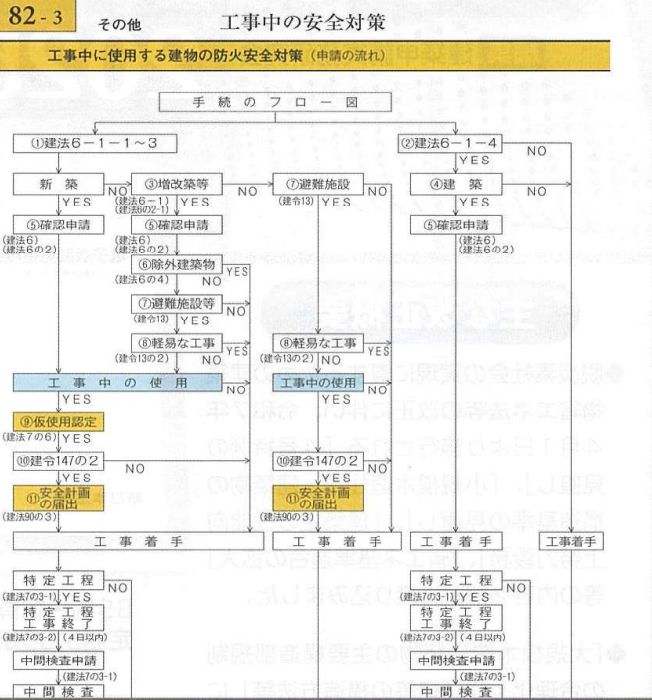 82-3 その他 工事中の安全対策
工事中に使用する建物の防火安全対策（申請の流れ）
手続のフロー図
①建法6－1－1～3 ②建法6－1－4
YES NO
新築 ③増改築等 ⑦避難施設 ④建築
NO NO NO NO
YES (建法6－1) YES (建令13) YES YES
(建法6の2-1)
⑤確認申請 ⑤確認申請 ⑤確認申請
(建法6) (建法6) (建法6)
(建法6の2) (建法6の2) (建法6の2)
⑥除外建築物 YES
(建法6の4) NO
⑦避難施設等 NO
(建令13) YES
⑧軽易な工事 YES ⑧軽易な工事 YES
(建令13の2) NO (建令13の2) NO
工事中の使用 NO 工事中の使用 NO
YES YES
⑨仮使用認定
(建法7の6) YES
⑩建令147の2 NO ⑩建令147の2 NO
YES YES
⑪安全計画 ⑪安全計画
の届出 の届出
(建法90の3) (建法90の3)
工事着手 工事着手 工事着手 工事着手
特定工程 NO 特定工程 NO
(建法7の3-1) YES (建法7の3-1) YES
特定工程 特定工程
工事終了 工事終了
(建法7の3-2) (4日以内) (建法7の3-2) (4日以内)
中間検査申請 中間検査申請
(建法7の3) (建法7の3)
中間検査 中間検査